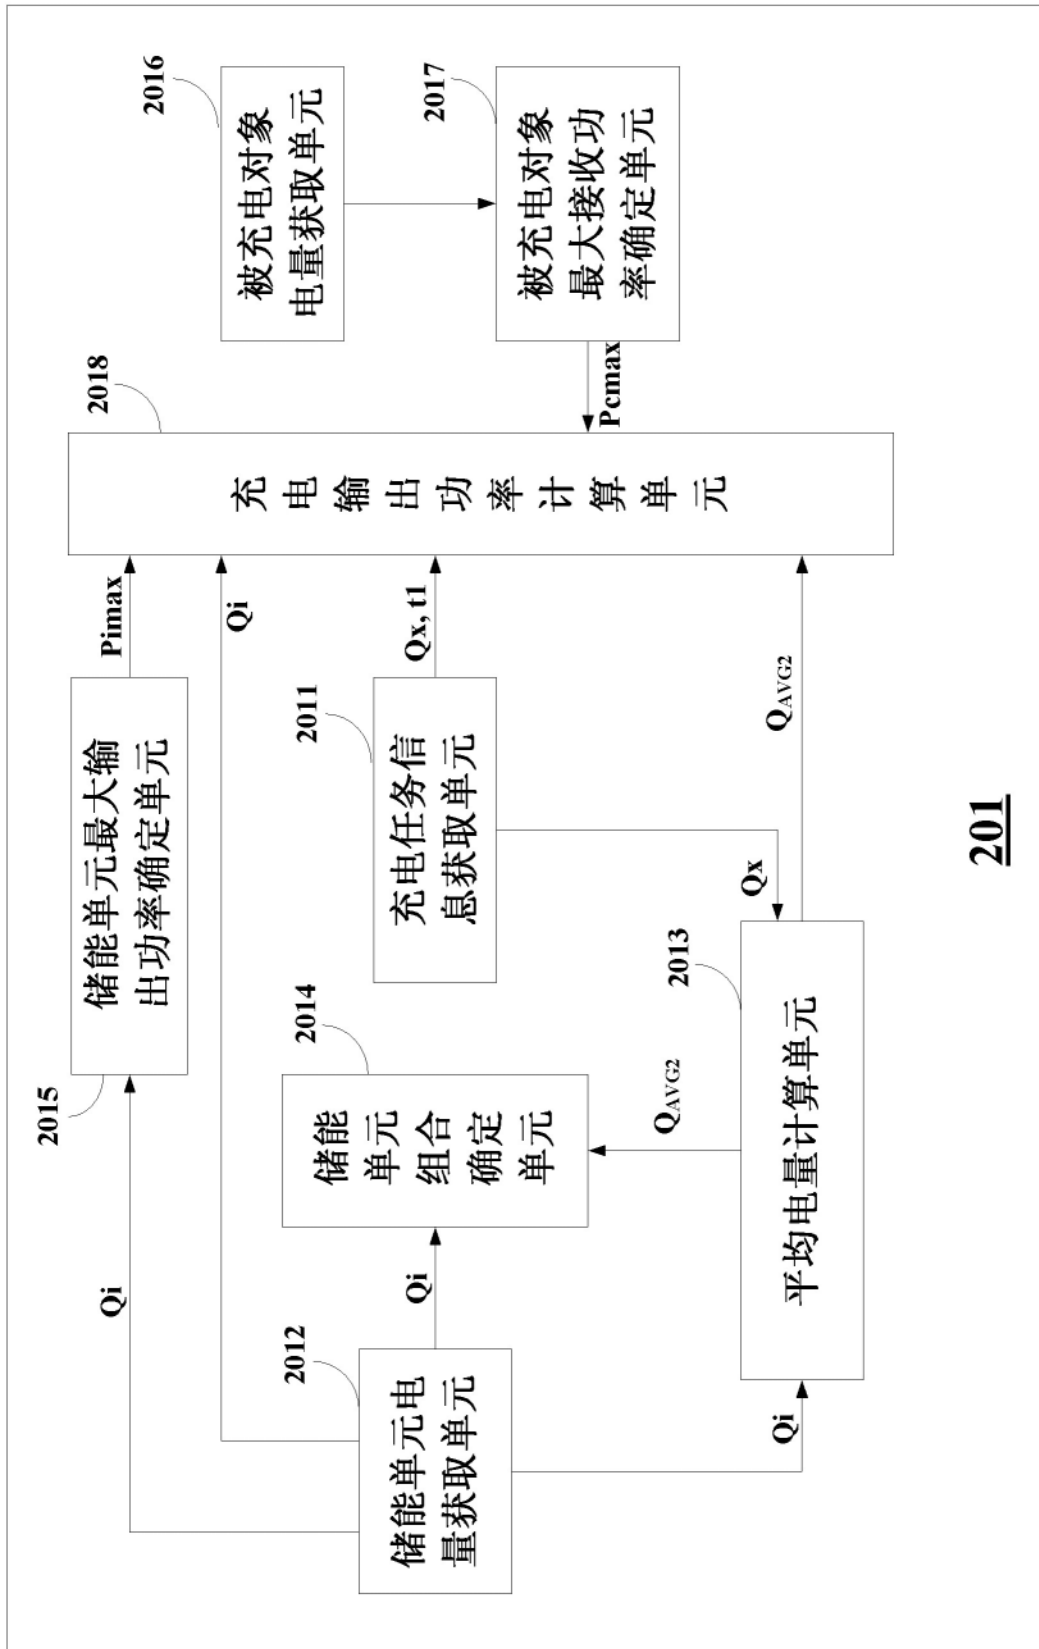 2015
储能单元最大输
出功率确定单元
Pimax
Qi
Qi
2018
充电输出功率计算单元
2016
被充电对象
电量获取单元
2017
被充电对象
最大接收功
率确定单元
Pcmax
2012
储能单元电
量获取单元
Qi
2014
储能
单元
组合
确定
单元
2011
充电任务信
息获取单元
Qx, t1
Qi
2013
平均电量计算单元
QAVG2
Qx
QAVG2
201